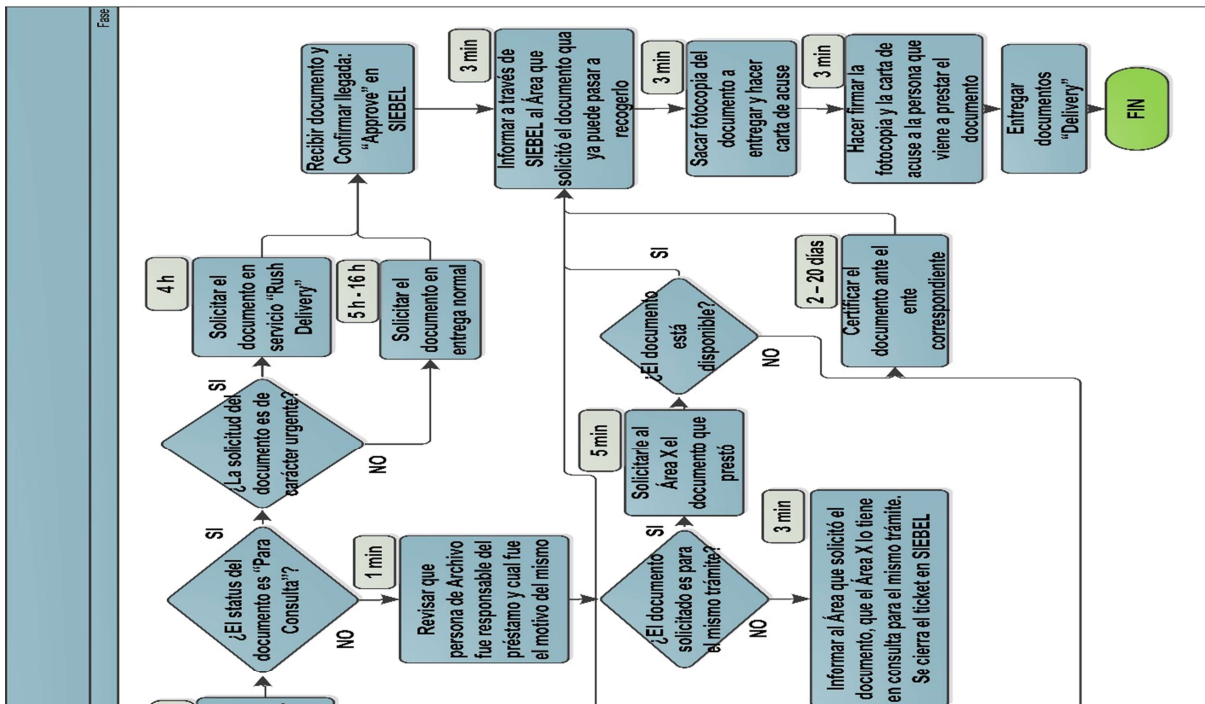 Fase
¿El status del
documento es "Para
Consulta"?
SI
NO
¿La solicitud del
documento es de
carácter urgente?
SI
NO
4 h
Solicitar el
documento en
servicio "Rush
Delivery"
5 h - 16 h
Solicitar el
documento en
entrega normal
Recibir documento y
Confirmar llegada:
"Approve" en
SIEBEL
1 min
Revisar que
persona de Archivo
fue responsable del
préstamo y cual fue
el motivo del mismo
¿El documento
solicitado es para
el mismo trámite?
SI
NO
5 min
Solicitarle al
Área X el
documento que
prestó
¿El documento
está
disponible?
SI
NO
3 min
Informar al Área que solicitó el
documento, que el Área X lo tiene
en consulta para el mismo trámite.
Se cierra el ticket en SIEBEL
2 – 20 días
Certificar el
documento ante el
ente
correspondiente
3 min
Informar a través de
SIEBEL al Área que
solicitó el documento qua
ya puede pasar a
recogerlo
3 min
Sacar fotocopia del
documento a
entregar y hacer
carta de acuse
3 min
Hacer firmar la
fotocopia y la carta de
acuse a la persona que
viene a prestar el
documento
Entregar
documentos
"Delivery"
FIN